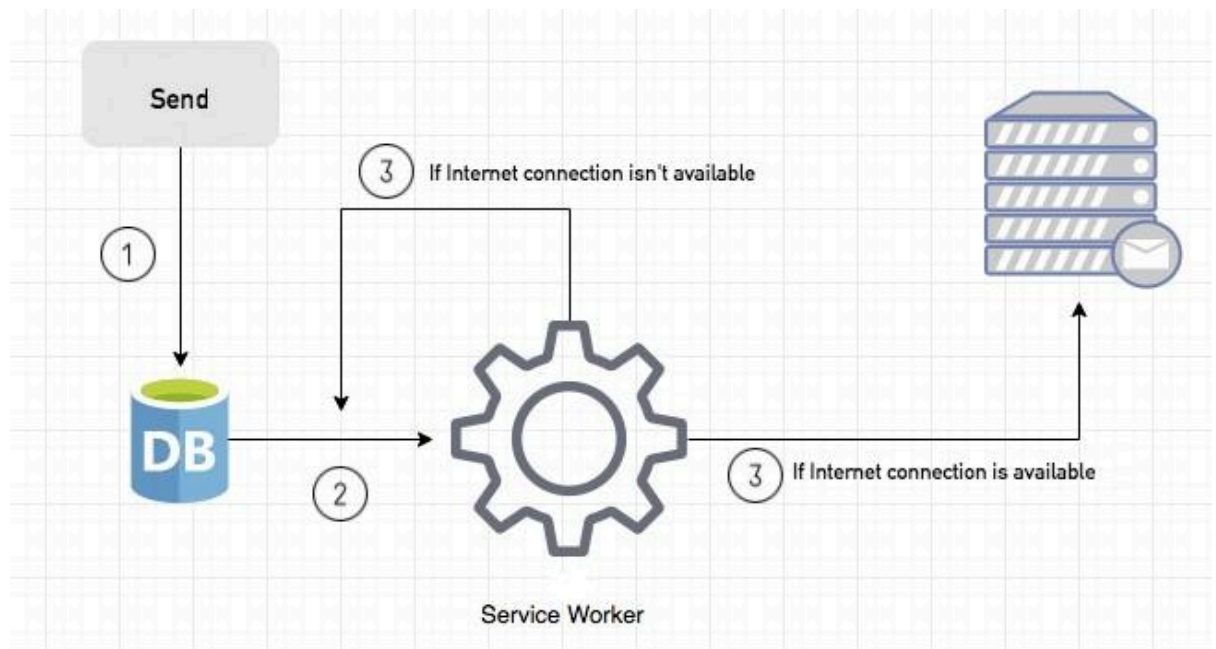 Send
3
If Internet connection isn't available
1
DB
2
3
If Internet connection is available
Service Worker